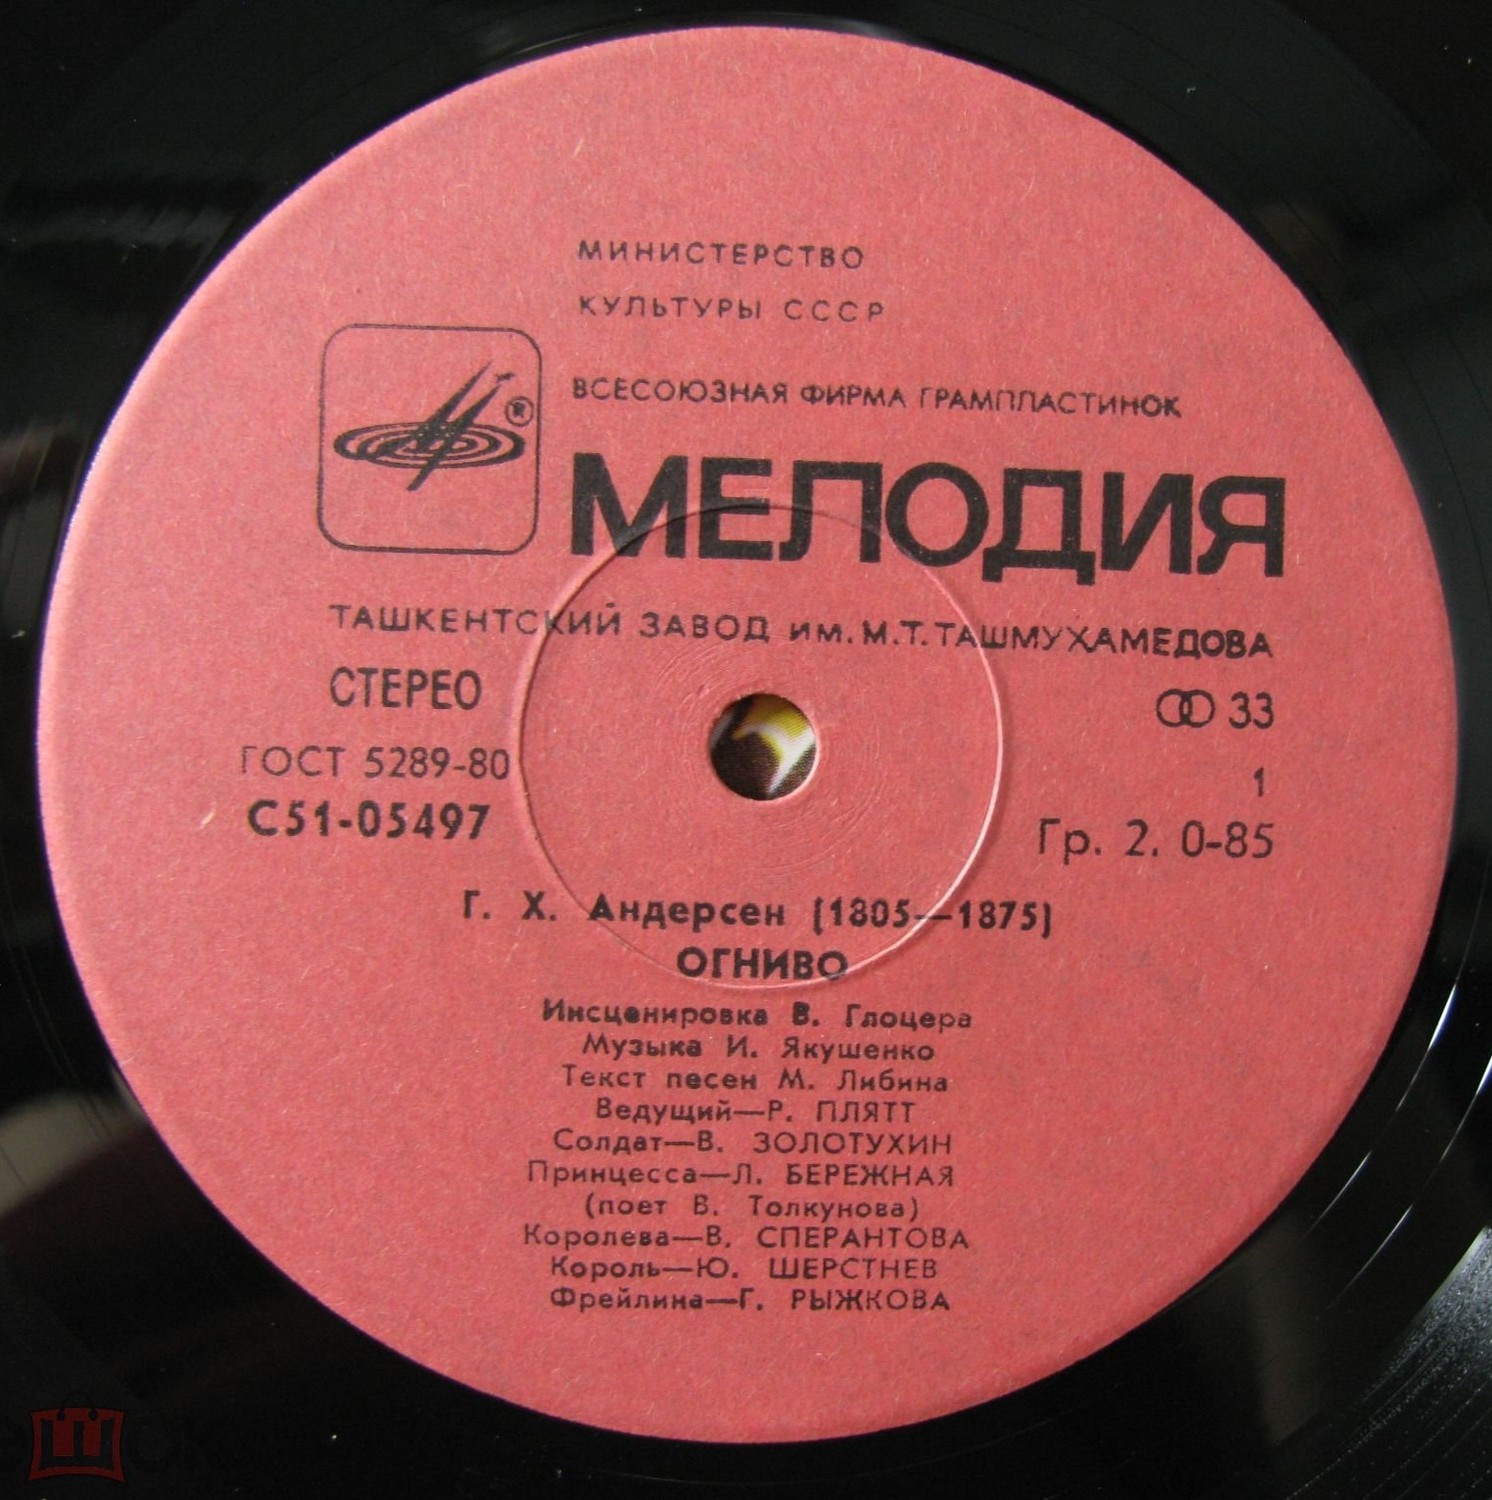 МИНИСТЕРСТВО
КУЛЬТУРЫ СССР
ВСЕСОЮЗНАЯ ФИРМА ГРАМПЛАСТИНОК
®
МЕЛОДИЯ
ТАШКЕНТСКИЙ ЗАВОД ИМ. М. Т. ТАШМУХАМЕДОВА
СТЕРЕО 33
ГОСТ 5289-80 1
С51-05497 Гр. 2. 0-85
Г. Х. Андерсен (1805—1875)
ОГНИВО
Инсценировка В. Глоцера
Музыка И. Якушенко
Текст песен М. Либина
Ведущий—Р. ПЛЯТТ
Солдат—В. ЗОЛОТУХИН
Принцесса—Л. БЕРЕЖНАЯ
(поет В. Толкунова)
Королева—В. СПЕРАНТОВА
Король—Ю. ШЕРСТНЕВ
Фрейлина—Г. РЫЖКОВА